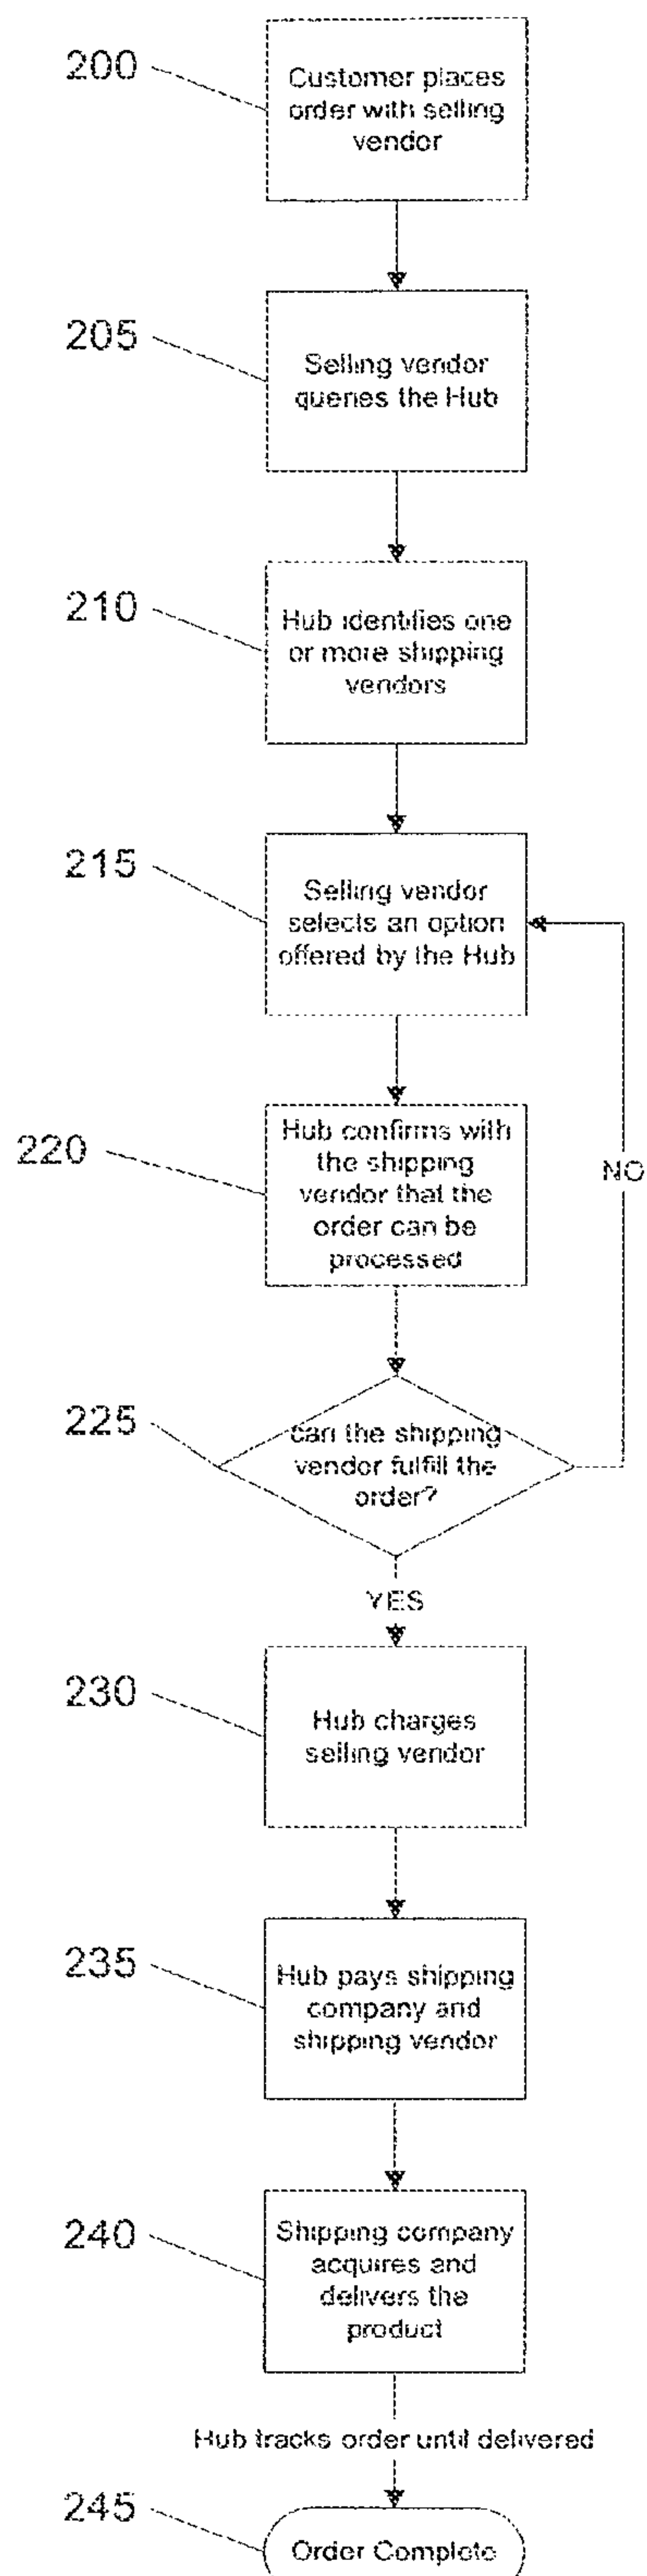 200
Customer places
order with selling
vendor
205
Selling vendor
queries the Hub
210
Hub identifies one
or more shipping
vendors
215
Selling vendor
selects an option
offered by the Hub
220
Hub confirms with
the shipping
vendor that the
order can be
processed
NO
225
can the shipping
vendor fulfill the
order?
YES
230
Hub charges
selling vendor
235
Hub pays shipping
company and
shipping vendor
240
Shipping company
acquires and
delivers the
product
Hub tracks order until delivered
245
Order Complete